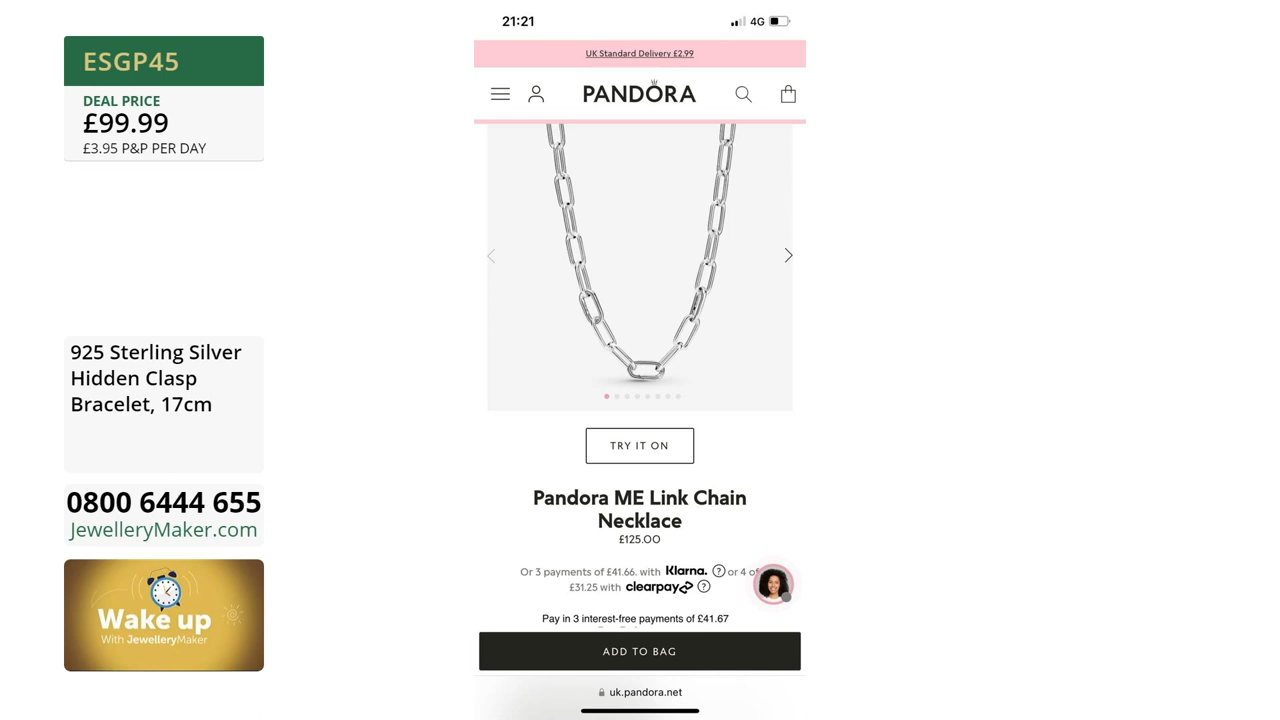 ESGP45
DEAL PRICE
£99.99
£3.95 P&P PER DAY
925 Sterling Silver
Hidden Clasp
Bracelet, 17cm
0800 6444 655
JewelleryMaker.com
Wake up
With JewelleryMaker
21:21
4G
UK Standard Delivery £2.99
PANDORA
TRY IT ON
Pandora ME Link Chain
Necklace
£125.00
Or 3 payments of £41.66. with Klarna. ? or 4 of
£31.25 with clearpay ?
Pay in 3 interest-free payments of £41.67
ADD TO BAG
uk.pandora.net